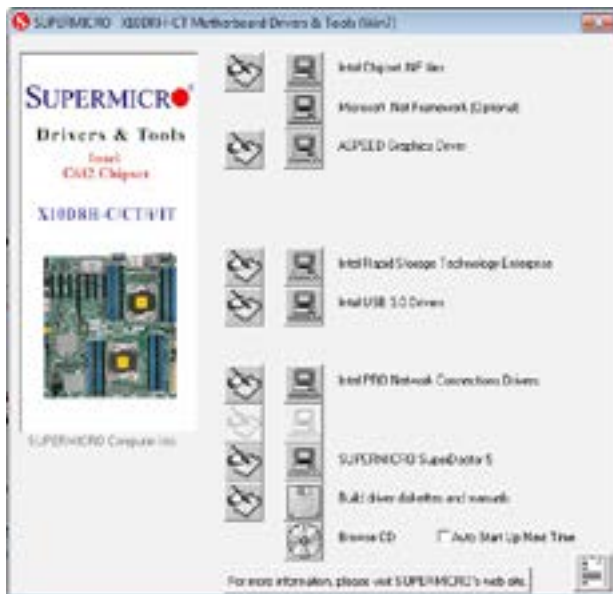 SUPERMICRO X10DRH-CT Motherboard Drivers & Tools (Win7)
SUPERMICRO
Drivers & Tools
Intel
C612 Chipset
X10DRH-C/CT/i/iT
SUPERMICRO Computer Inc.
Intel Chipset INF files
Microsoft .Net Framework (Optional)
ASPEED Graphics Driver
Intel Rapid Storage Technology Enterprise
Intel USB 3.0 Drivers
Intel PRO Network Connections Drivers
SUPERMICRO SuperDoctor 5
Build driver diskettes and manuals
Browse CD
Auto Start Up Next Time
For more information, please visit SUPERMICRO's web site.